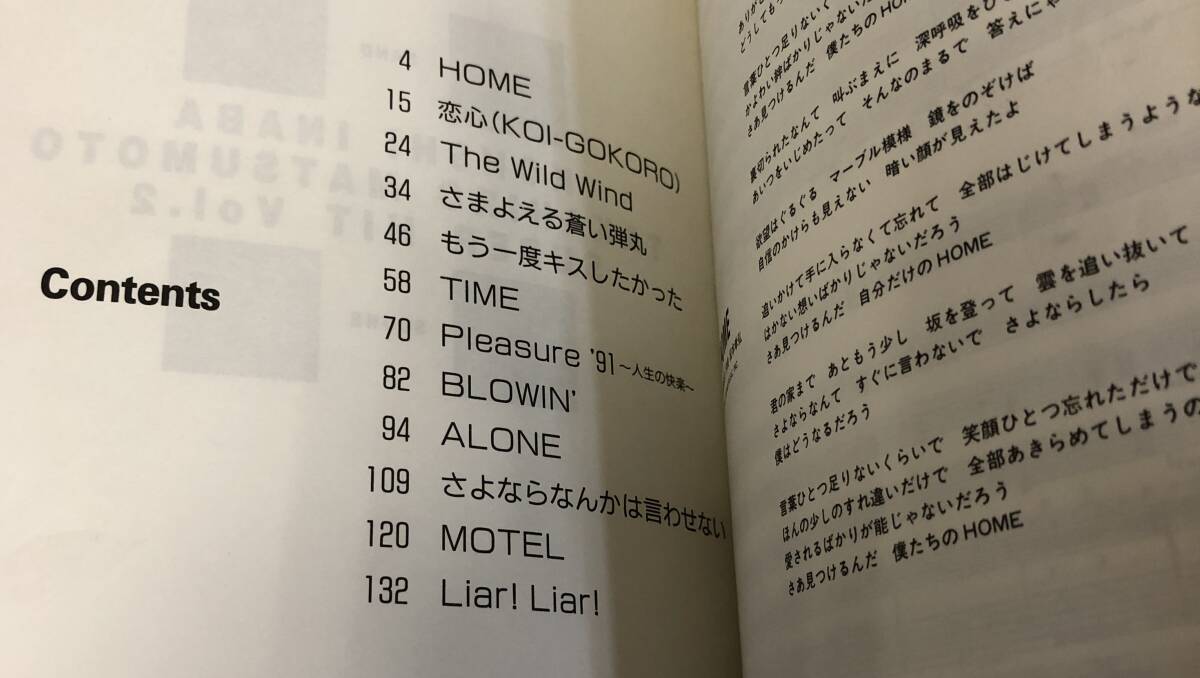 Contents
4 HOME
15 恋心(KOI-GOKORO)
24 The Wild Wind
34 さまよえる蒼い弾丸
46 もう一度キスしたかった
58 TIME
70 Pleasure '91～人生の快楽～
82 BLOWIN'
94 ALONE
109 さよならなんかは言わせない
120 MOTEL
132 Liar! Liar!
どうしてもっ
言葉ひとつ足りないく
かよわい絆ばかりじゃないだ
さあ見つけるんだ 僕たちのHOME
裏切られたなんて 叫ぶまえに 深呼吸をひ
あいつをいじめたって そんなのまるで 答えにゃ
欲望はぐるぐる マーブル模様 鏡をのぞけば
自信のかけらも見えない 暗い顔が見えたよ
追いかけて手に入らなくて忘れて 全部はじけてしまうような
はかない想いばかりじゃないだろう
さあ見つけるんだ 自分だけのHOME
君の家まで あともう少し 坂を登って 雲を追い抜いて
さよならなんて すぐに言わないで さよならしたら
僕はどうなるだろう
言葉ひとつ足りないくらいで 笑顔ひとつ忘れただけで
ほんの少しのすれ違いだけで 全部あきらめてしまうの
愛されるばかりが能じゃないだろう
さあ見つけるんだ 僕たちのHOME